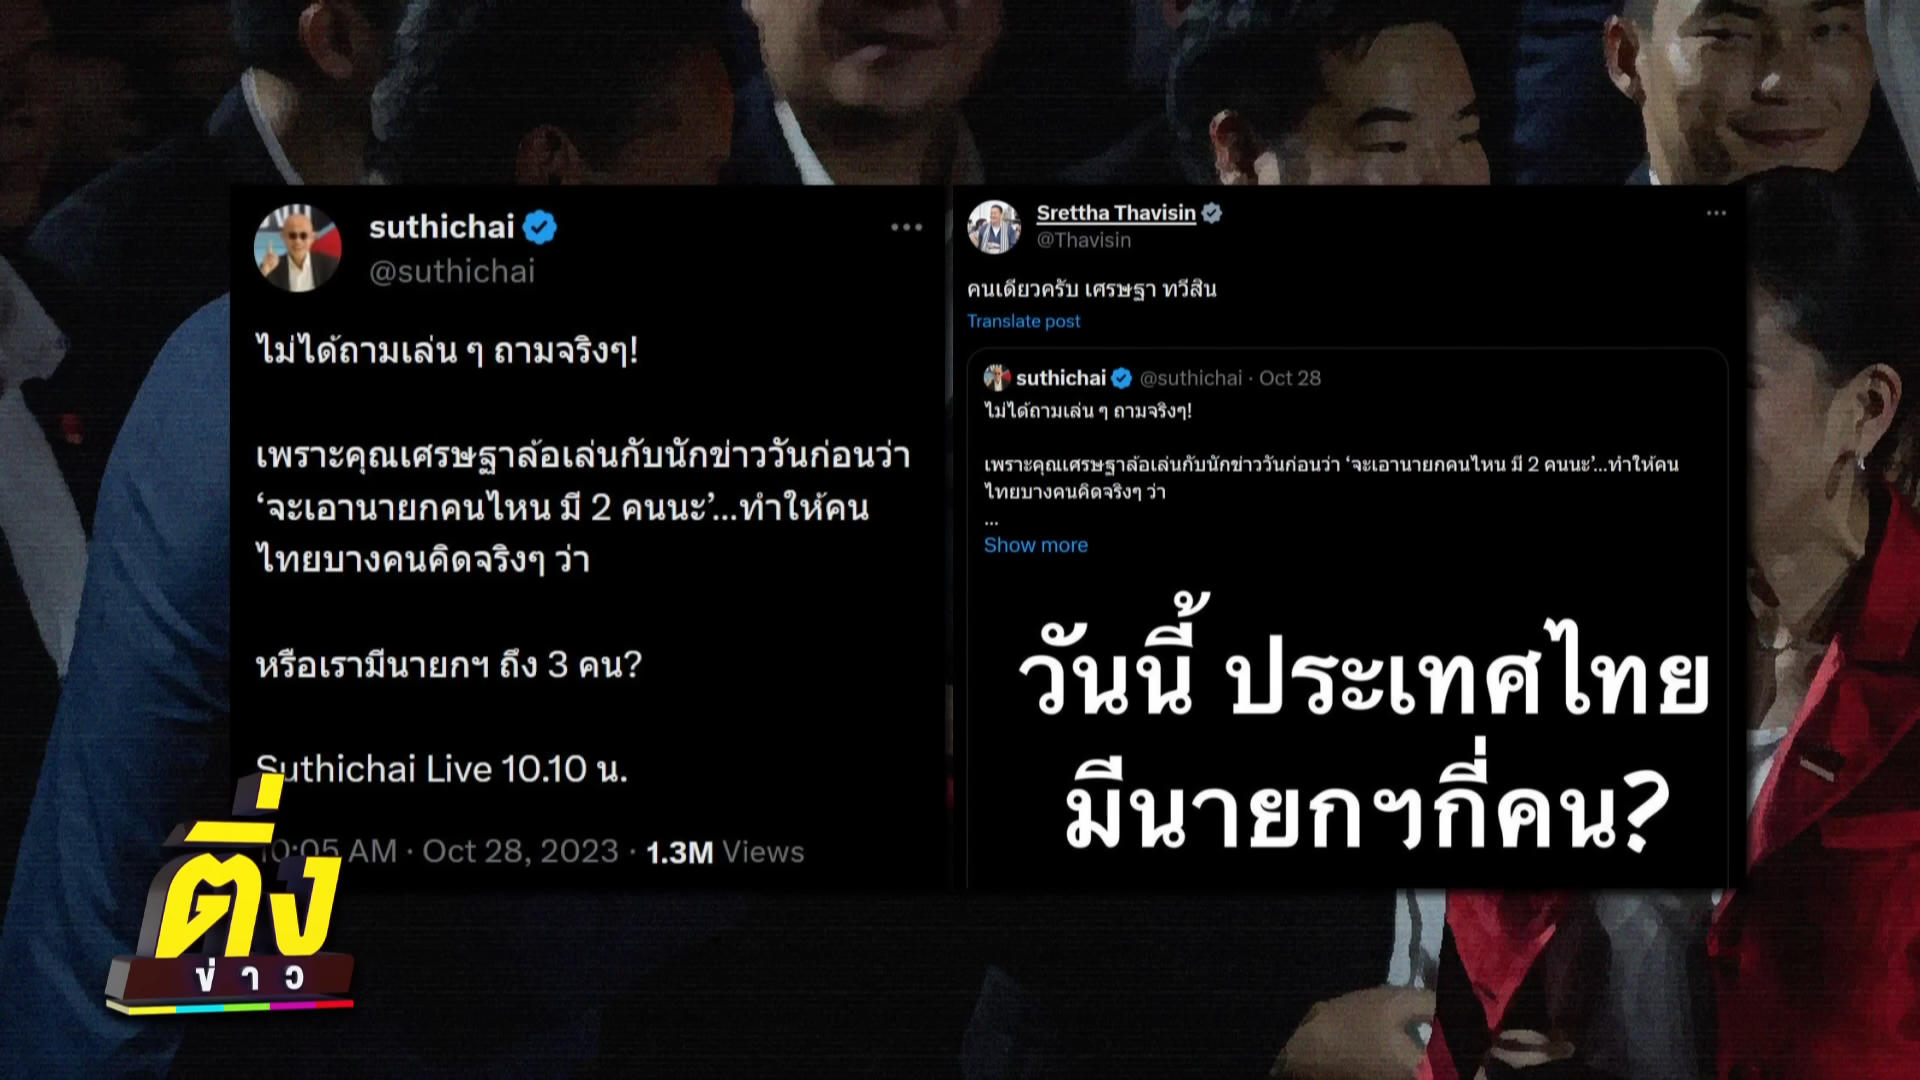 suthichai
@suthichai
ไม่ได้ถามเล่น ๆ ถามจริงๆ!
เพราะคุณเศรษฐาล้อเล่นกับนักข่าววันก่อนว่า
‘จะเอานายกคนไหน มี 2 คนนะ’...ทำให้คน
ไทยบางคนคิดจริงๆ ว่า
หรือเรามีนายกฯ ถึง 3 คน?
Suthichai Live 10.10 น.
10:05 AM · Oct 28, 2023 · 1.3M Views
Srettha Thavisin
@Thavisin
คนเดียวครับ เศรษฐา ทวีสิน
Translate post
suthichai @suthichai · Oct 28
ไม่ได้ถามเล่น ๆ ถามจริงๆ!
เพราะคุณเศรษฐาล้อเล่นกับนักข่าววันก่อนว่า ‘จะเอานายกคนไหน มี 2 คนนะ’...ทำให้คน
ไทยบางคนคิดจริงๆ ว่า
...
Show more
วันนี้ ประเทศไทย
มีนายกฯกี่คน?
ติ่ง
ข่าว